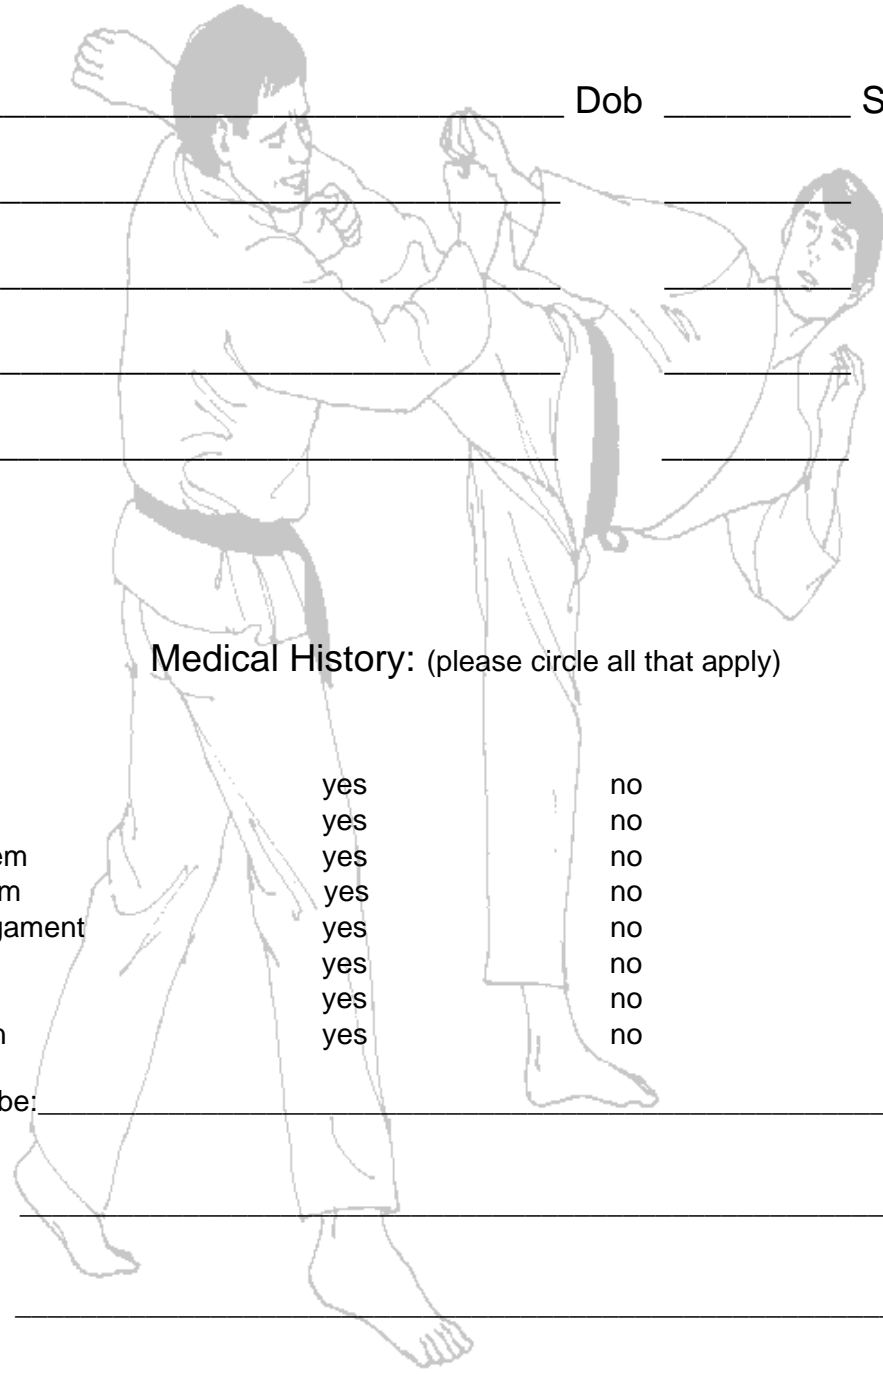 Dob S
Medical History: (please circle all that apply)
yes no
yes no
em yes no
m yes no
gament yes no
yes no
yes no
n yes no
be: